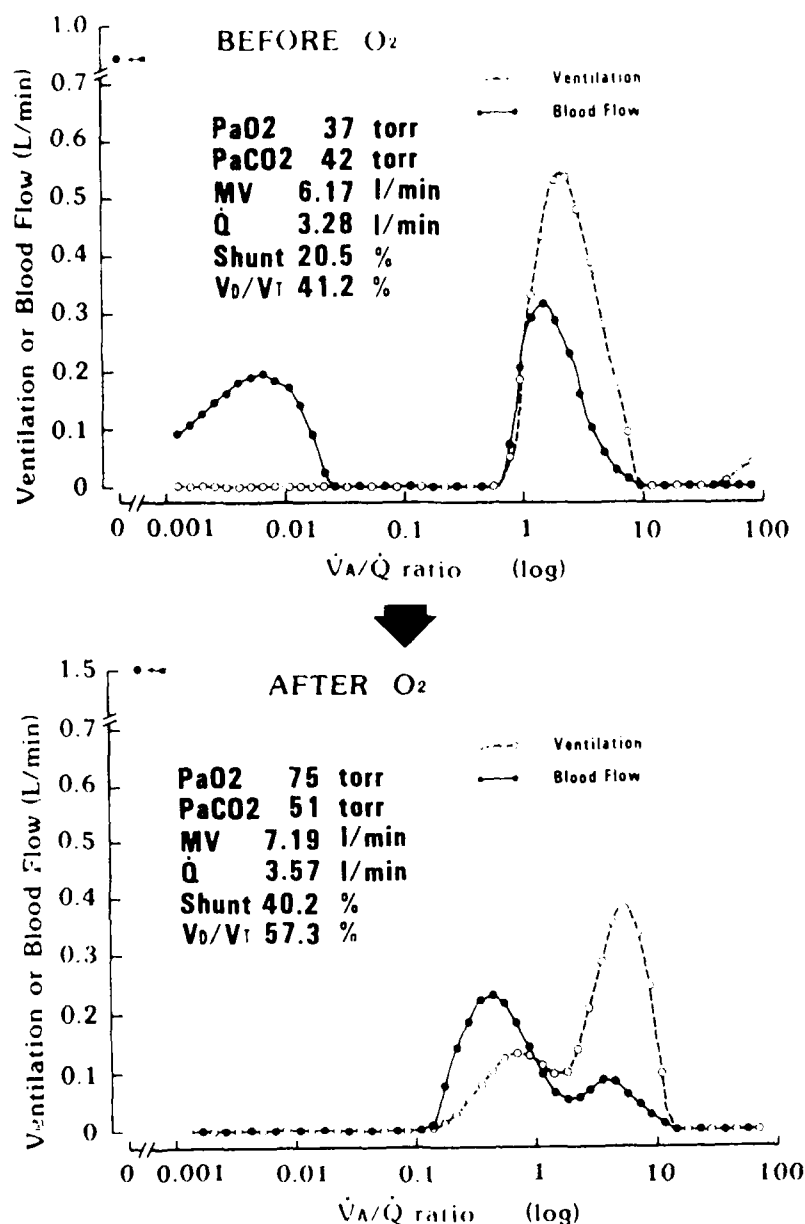 BEFORE O2
Ventilation
Blood Flow
PaO2 37 torr
PaCO2 42 torr
MV 6.17 l/min
Q̇ 3.28 l/min
Shunt 20.5 %
VD/VT 41.2 %
Ventilation or Blood Flow (L/min)
1.0
0.7
0.6
0.5
0.4
0.3
0.2
0.1
0
0 0.001 0.01 0.1 1 10 100
V̇A/Q̇ ratio (log)
AFTER O2
Ventilation
Blood Flow
PaO2 75 torr
PaCO2 51 torr
MV 7.19 l/min
Q̇ 3.57 l/min
Shunt 40.2 %
VD/VT 57.3 %
Ventilation or Blood Flow (L/min)
1.5
0.7
0.6
0.5
0.4
0.3
0.2
0.1
0
0 0.001 0.01 0.1 1 10 100
V̇A/Q̇ ratio (log)